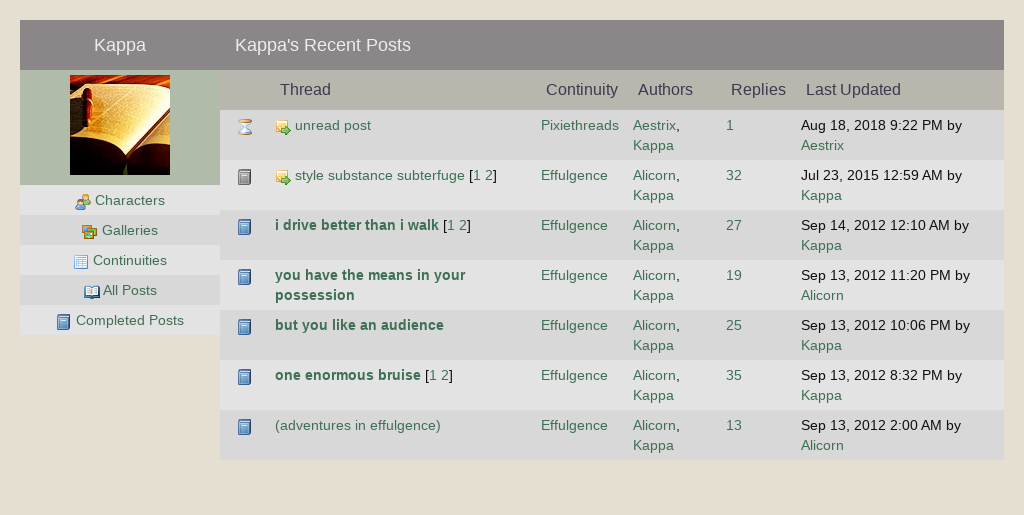 Kappa
Kappa's Recent Posts
Characters
Galleries
Continuities
All Posts
Completed Posts
Thread Continuity Authors Replies Last Updated
unread post Pixiethreads Aestrix, 1 Aug 18, 2018 9:22 PM by
Kappa Aestrix
style substance subterfuge [1 2] Effulgence Alicorn, 32 Jul 23, 2015 12:59 AM by
Kappa Kappa
i drive better than i walk [1 2] Effulgence Alicorn, 27 Sep 14, 2012 12:10 AM by
Kappa Kappa
you have the means in your Effulgence Alicorn, 19 Sep 13, 2012 11:20 PM by
possession Kappa Alicorn
but you like an audience Effulgence Alicorn, 25 Sep 13, 2012 10:06 PM by
Kappa Kappa
one enormous bruise [1 2] Effulgence Alicorn, 35 Sep 13, 2012 8:32 PM by
Kappa Kappa
(adventures in effulgence) Effulgence Alicorn, 13 Sep 13, 2012 2:00 AM by
Kappa Alicorn